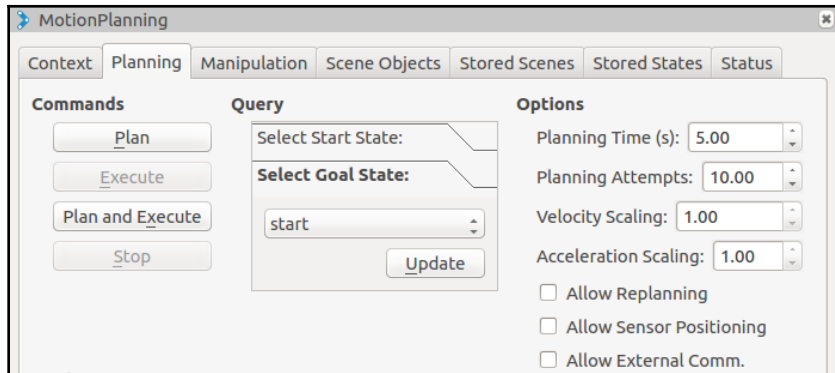 MotionPlanning
Context Planning Manipulation Scene Objects Stored Scenes Stored States Status
Commands
Plan
Execute
Plan and Execute
Stop
Query
Select Start State:
Select Goal State:
start
Update
Options
Planning Time (s): 5.00
Planning Attempts: 10.00
Velocity Scaling: 1.00
Acceleration Scaling: 1.00
Allow Replanning
Allow Sensor Positioning
Allow External Comm.